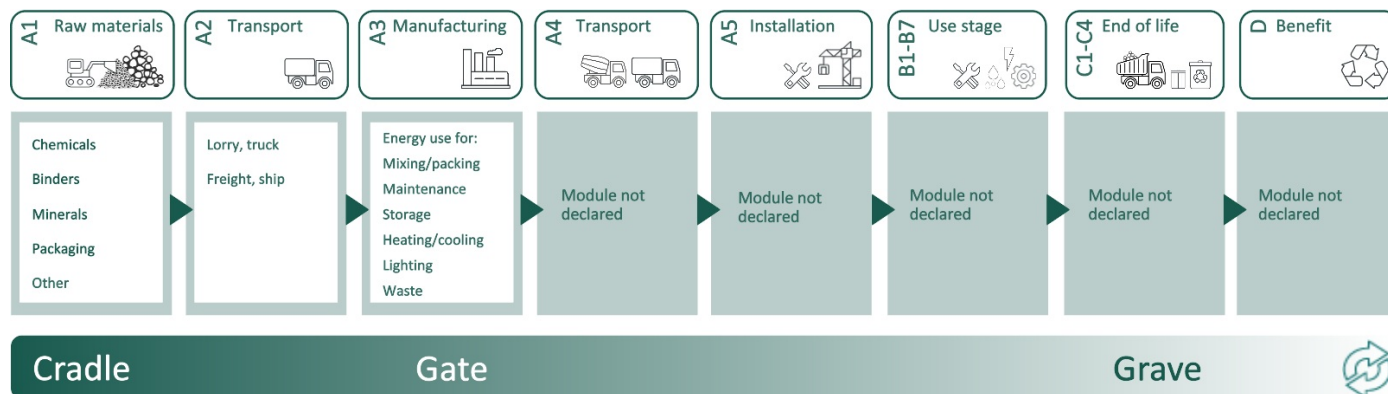 A1 Raw materials
A2 Transport
A3 Manufacturing
A4 Transport
A5 Installation
B1-B7 Use stage
C1-C4 End of life
D Benefit
Chemicals
Binders
Minerals
Packaging
Other
Lorry, truck
Freight, ship
Energy use for:
Mixing/packing
Maintenance
Storage
Heating/cooling
Lighting
Waste
Module not
declared
Module not
declared
Module not
declared
Module not
declared
Module not
declared
Cradle
Gate
Grave